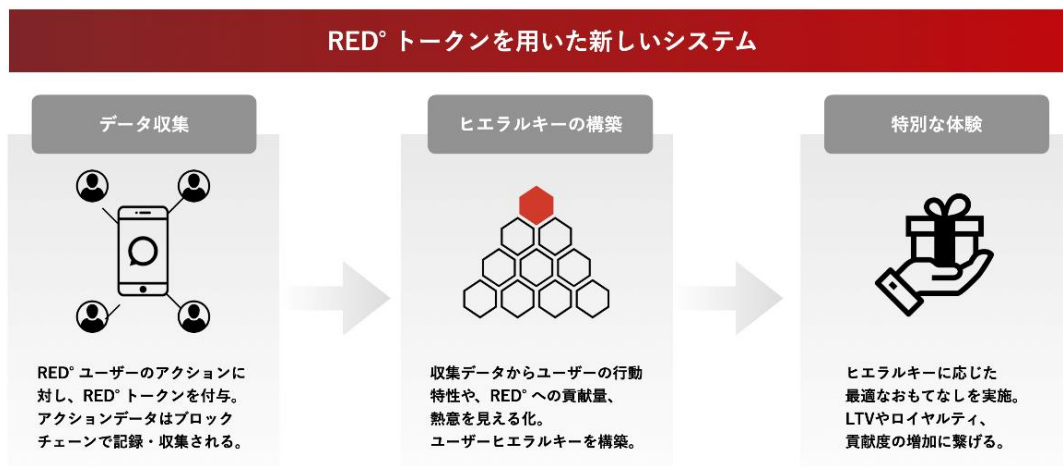 RED° トークンを用いた新しいシステム
データ収集
RED° ユーザーのアクションに
対し、RED° トークンを付与。
アクションデータはブロック
チェーンで記録・収集される。
ヒエラルキーの構築
収集データからユーザーの行動
特性や、RED° への貢献量、
熱意を見える化。
ユーザーヒエラルキーを構築。
特別な体験
ヒエラルキーに応じた
最適なおもてなしを実施。
LTVやロイヤルティ、
貢献度の増加に繋げる。